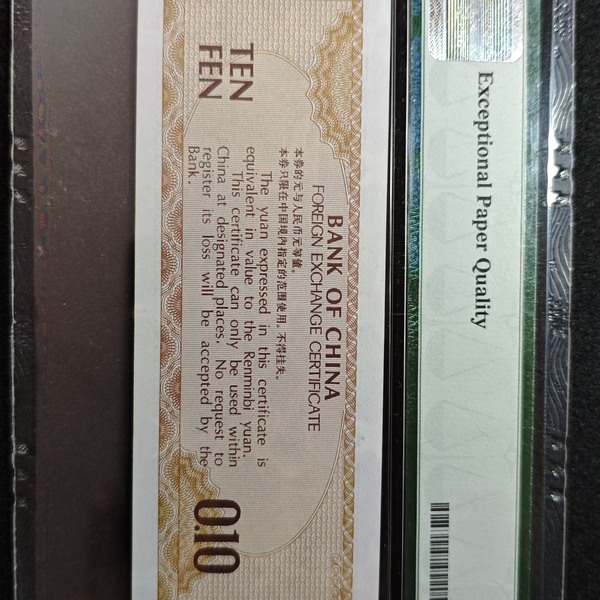 Exceptional Paper Quality
BANK OF CHINA
FOREIGN EXCHANGE CERTIFICATE
本券的元与人民币元等值。
本券只限在中国境内指定的范围使用,不得挂失。
The yuan expressed in this certificate is
equivalent in value to the Renminbi yuan.
This certificate can only be used within
China at designated places. No request to
register its loss will be accepted by the
Bank.
TEN
FEN
0.10